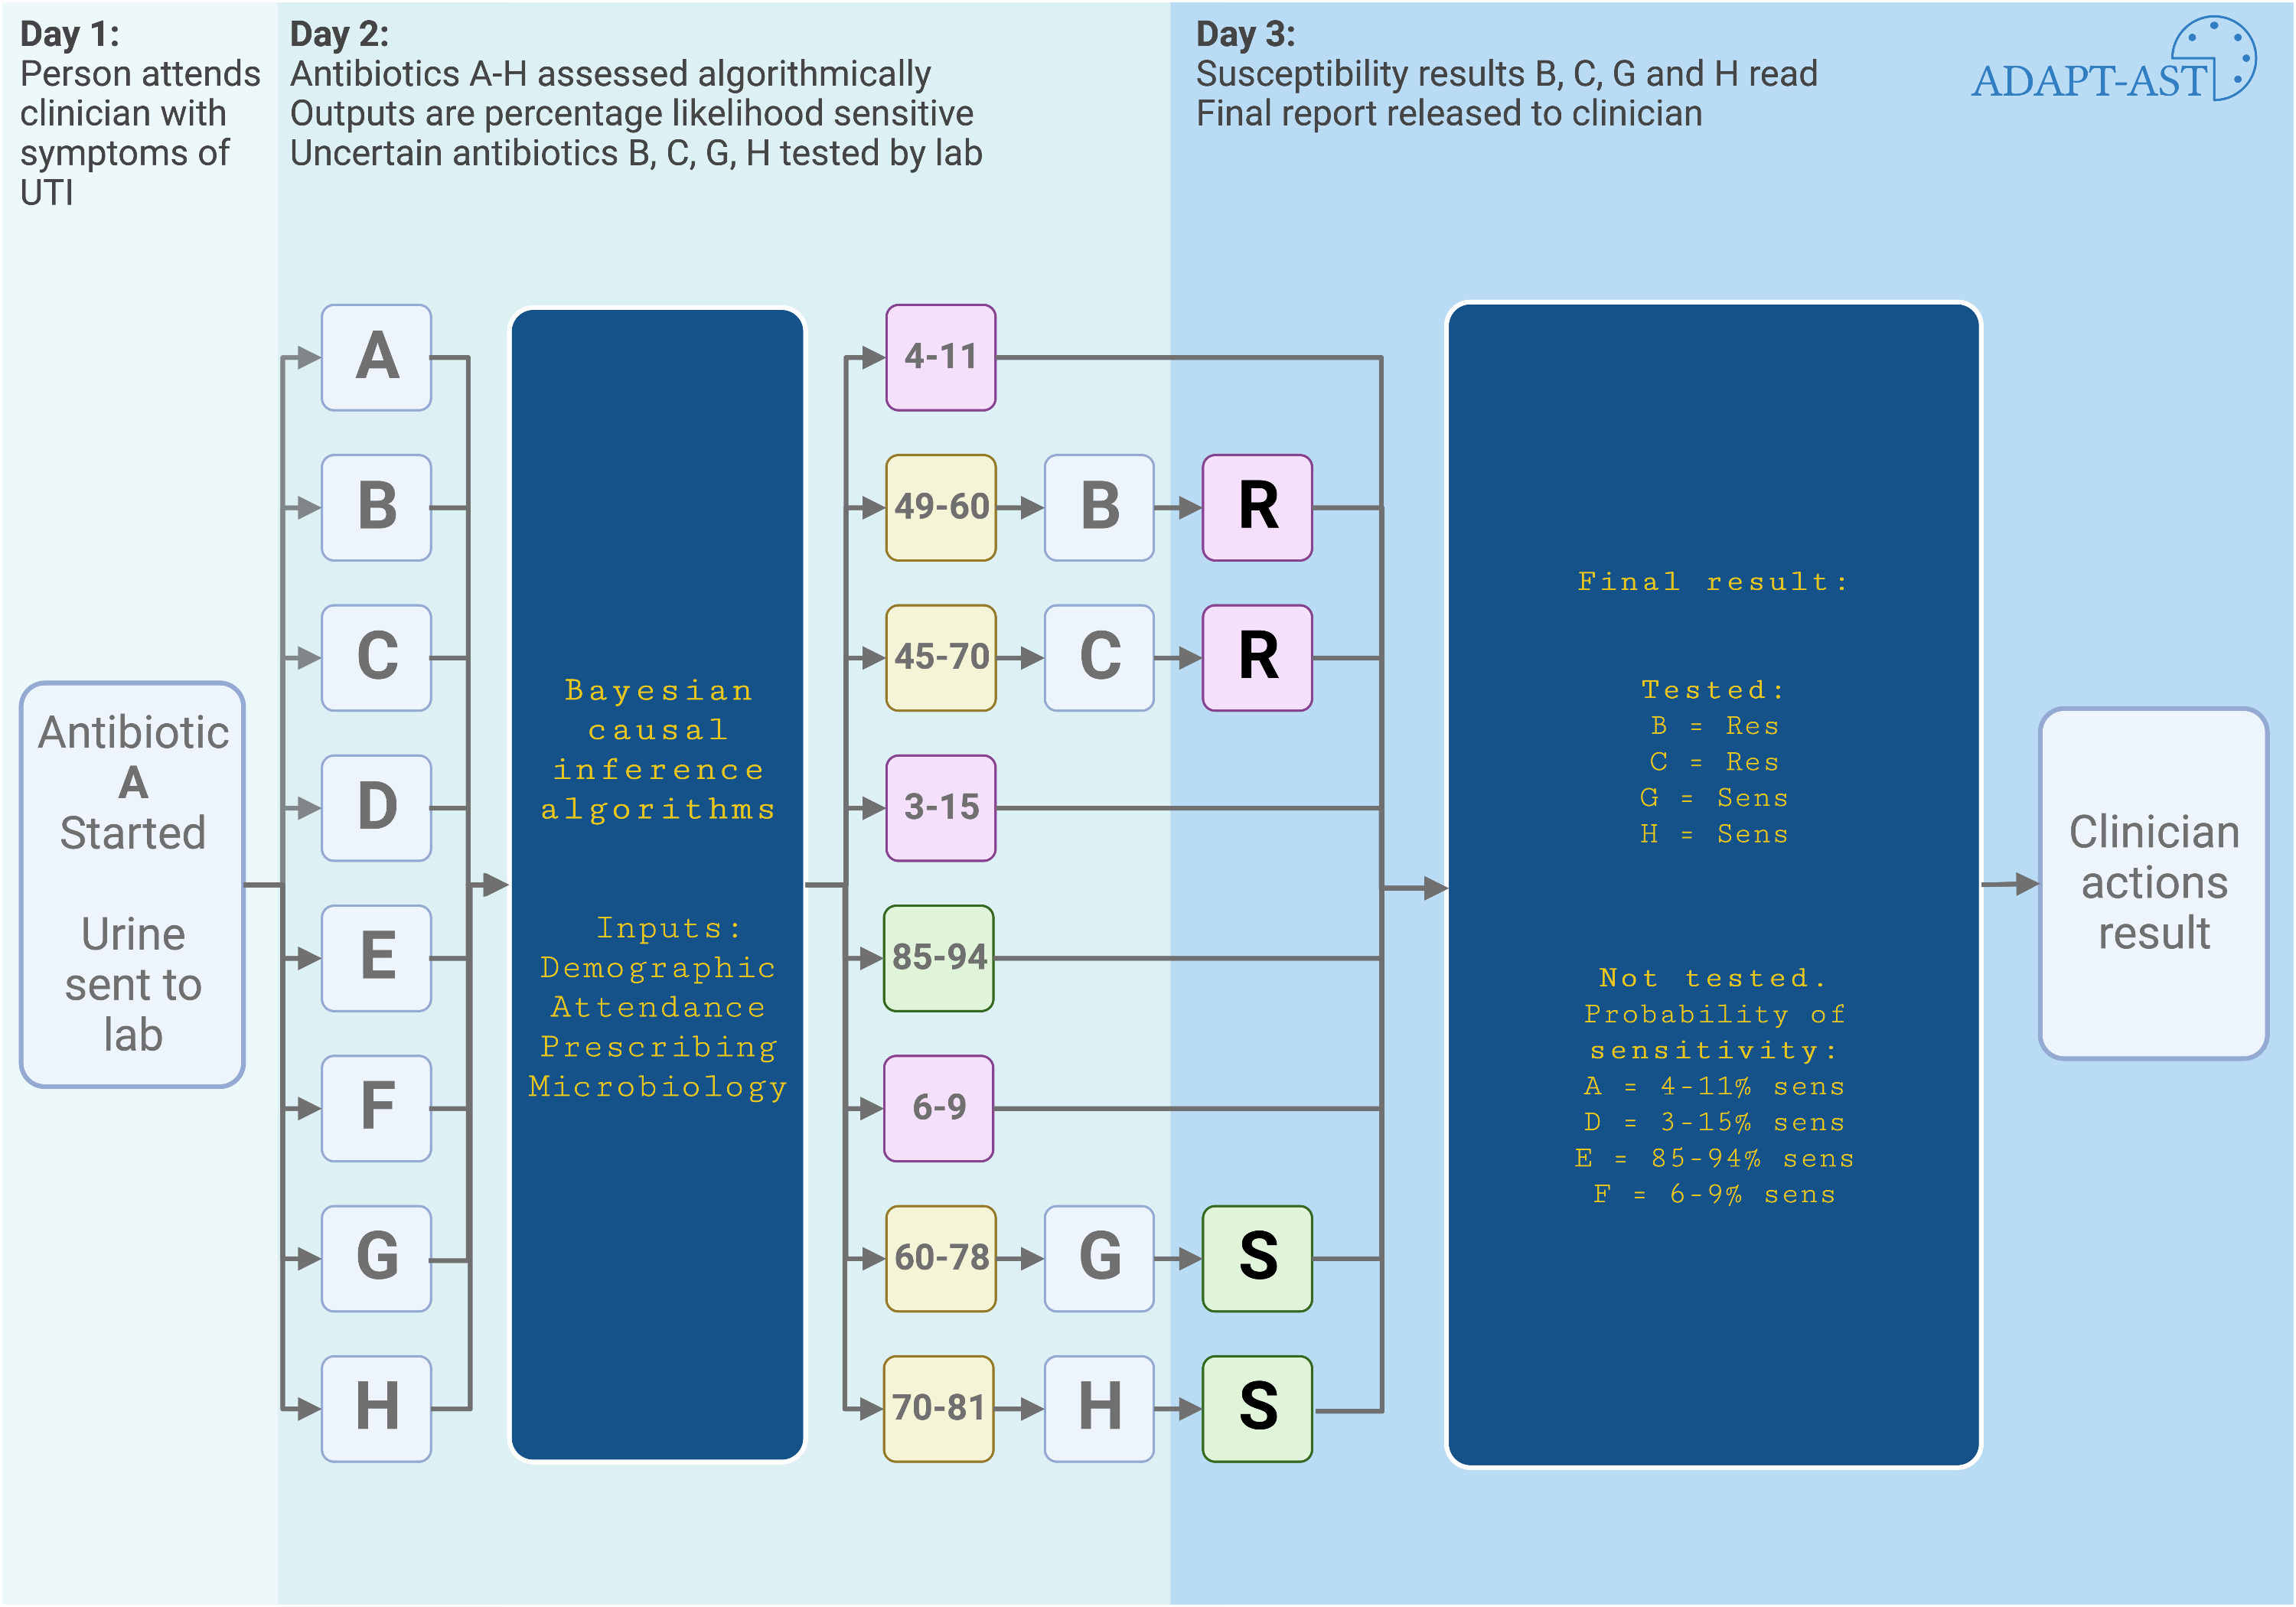 Day 1:
Person attends
clinician with
symptoms of
UTI
Day 2:
Antibiotics A-H assessed algorithmically
Outputs are percentage likelihood sensitive
Uncertain antibiotics B, C, G, H tested by lab
Day 3:
Susceptibility results B, C, G and H read
Final report released to clinician
ADAPT-AST
Antibiotic
A
Started
Urine
sent to
lab
A
B
C
D
E
F
G
H
Bayesian
causal
inference
algorithms
Inputs:
Demographic
Attendance
Prescribing
Microbiology
4-11
49-60
B
R
45-70
C
R
3-15
85-94
6-9
60-78
G
S
70-81
H
S
Final result:
Tested:
B = Res
C = Res
G = Sens
H = Sens
Not tested.
Probability of
sensitivity:
A = 4-11% sens
D = 3-15% sens
E = 85-94% sens
F = 6-9% sens
Clinician
actions
result